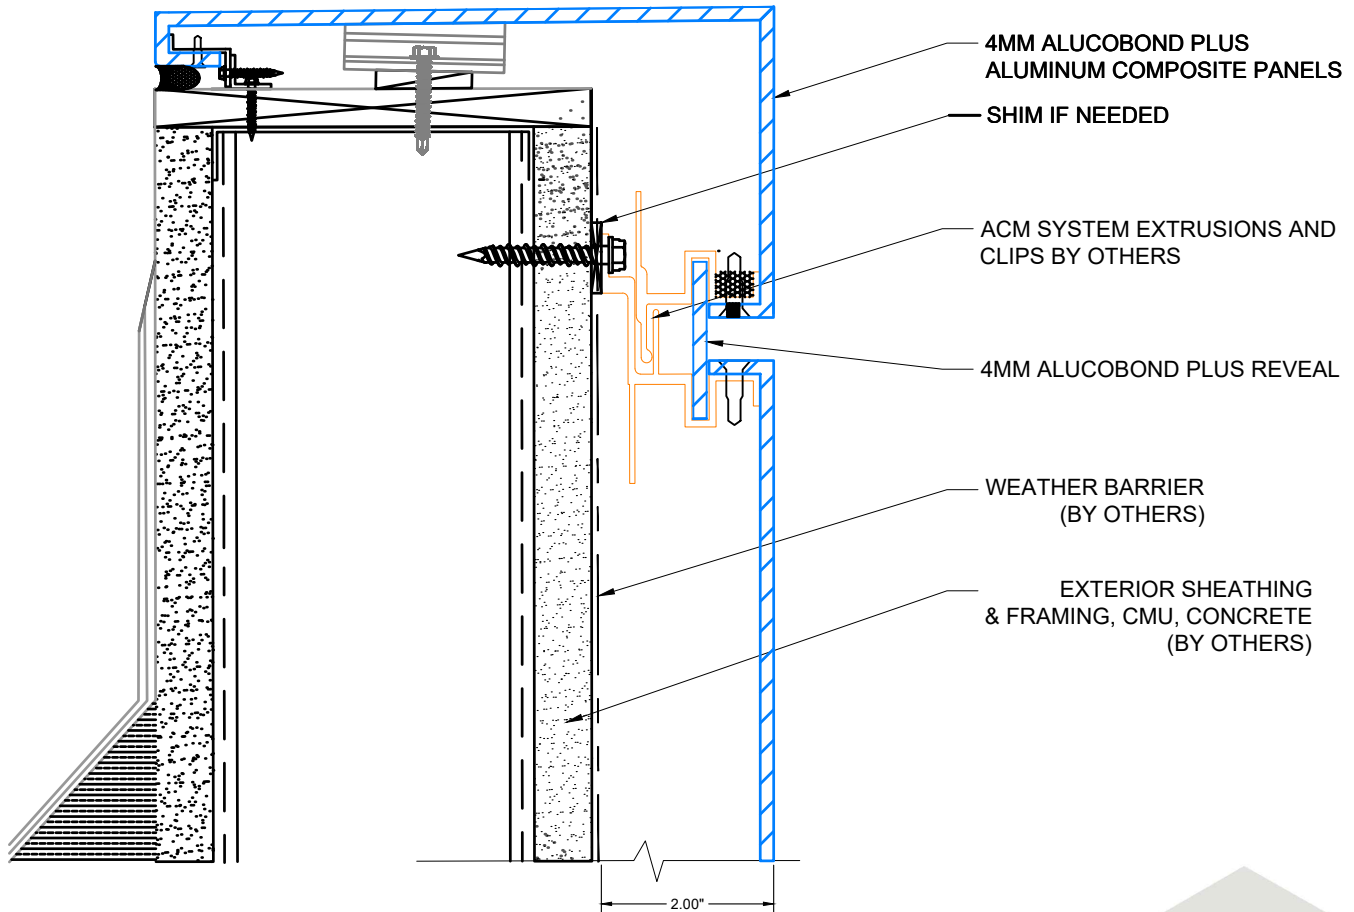 4MM ALUCOBOND PLUS
ALUMINUM COMPOSITE PANELS
SHIM IF NEEDED
ACM SYSTEM EXTRUSIONS AND
CLIPS BY OTHERS
4MM ALUCOBOND PLUS REVEAL
WEATHER BARRIER
(BY OTHERS)
EXTERIOR SHEATHING
& FRAMING, CMU, CONCRETE
(BY OTHERS)
2.00"